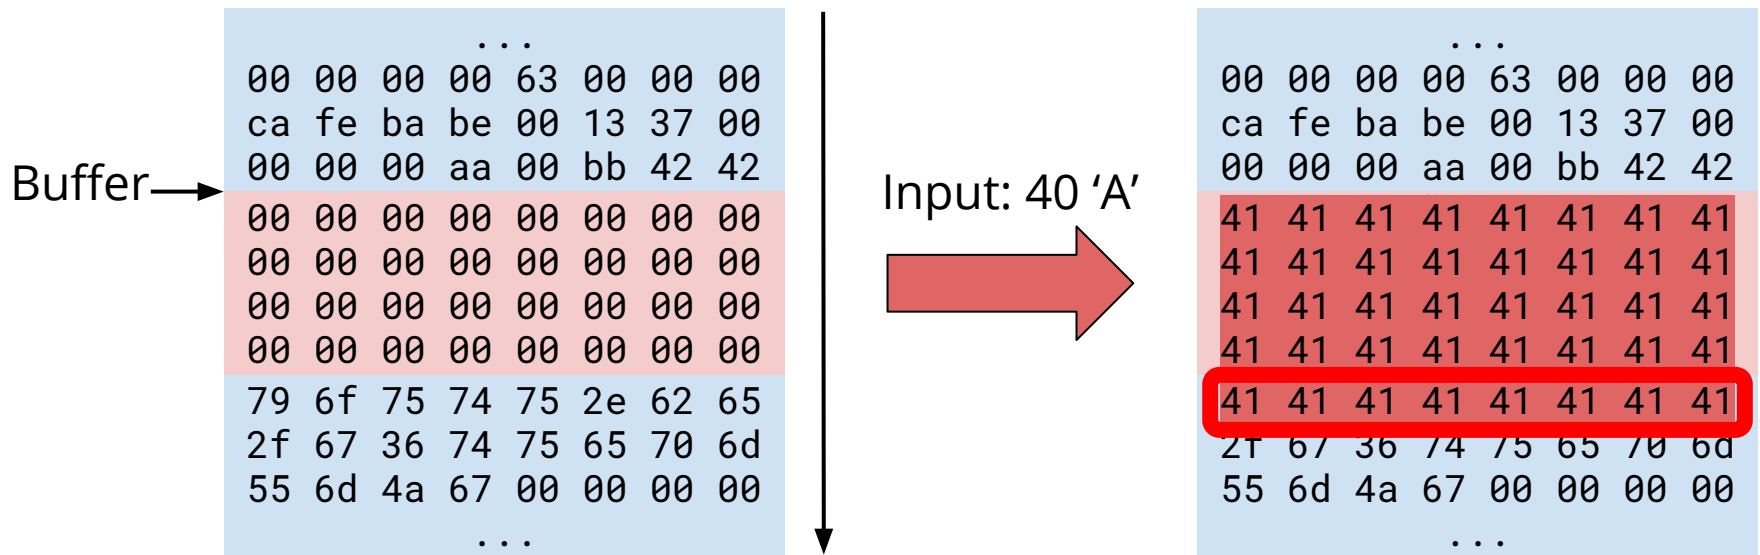 ...
00 00 00 00 63 00 00 00
ca fe ba be 00 13 37 00
00 00 00 aa 00 bb 42 42
Buffer
00 00 00 00 00 00 00 00
00 00 00 00 00 00 00 00
00 00 00 00 00 00 00 00
00 00 00 00 00 00 00 00
79 6f 75 74 75 2e 62 65
2f 67 36 74 75 65 70 6d
55 6d 4a 67 00 00 00 00
...
Input: 40 ‘A’
...
00 00 00 00 63 00 00 00
ca fe ba be 00 13 37 00
00 00 00 aa 00 bb 42 42
41 41 41 41 41 41 41 41
41 41 41 41 41 41 41 41
41 41 41 41 41 41 41 41
41 41 41 41 41 41 41 41
41 41 41 41 41 41 41 41
2f 67 36 74 75 65 70 6d
55 6d 4a 67 00 00 00 00
...